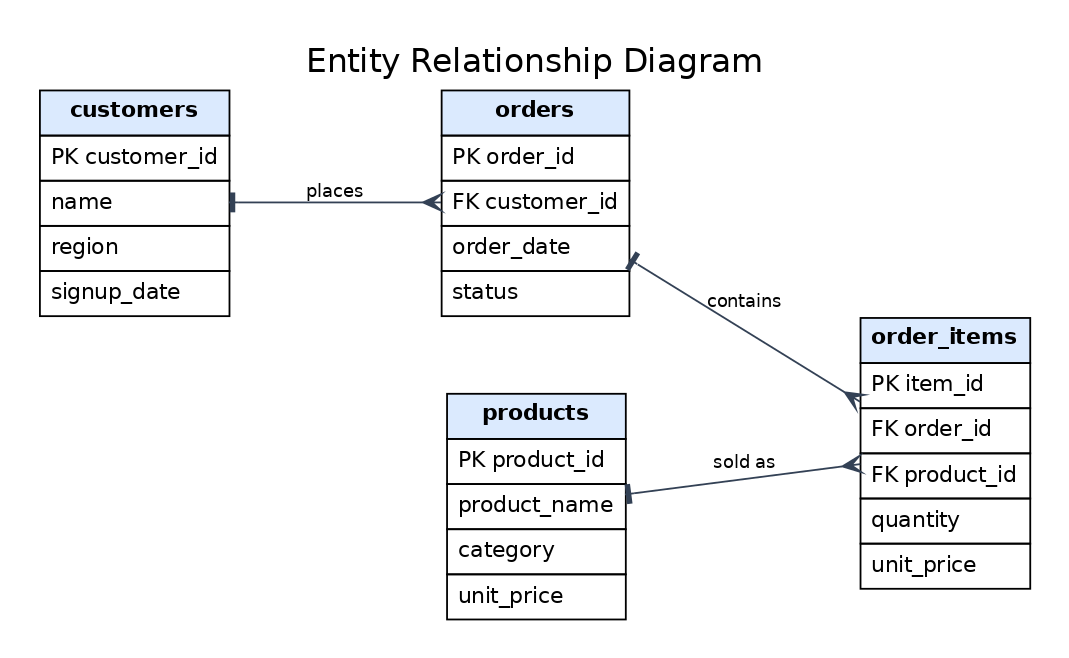 Entity Relationship Diagram
customers
PK customer_id
name
region
signup_date
places
orders
PK order_id
FK customer_id
order_date
status
contains
order_items
PK item_id
FK order_id
FK product_id
quantity
unit_price
products
PK product_id
product_name
category
unit_price
sold as